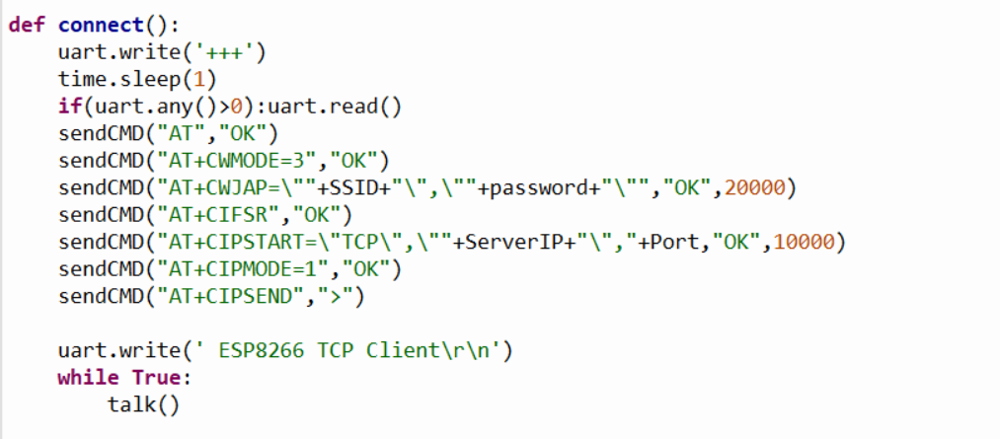 def connect():
    uart.write('+++')
    time.sleep(1)
    if(uart.any()>0):uart.read()
    sendCMD("AT","OK")
    sendCMD("AT+CWMODE=3","OK")
    sendCMD("AT+CWJAP=\""+SSID+"\",\""+password+"\"","OK",20000)
    sendCMD("AT+CIFSR","OK")
    sendCMD("AT+CIPSTART=\"TCP\",\""+ServerIP+"\","+Port,"OK",10000)
    sendCMD("AT+CIPMODE=1","OK")
    sendCMD("AT+CIPSEND",">")

    uart.write(' ESP8266 TCP Client\r\n')
    while True:
        talk()